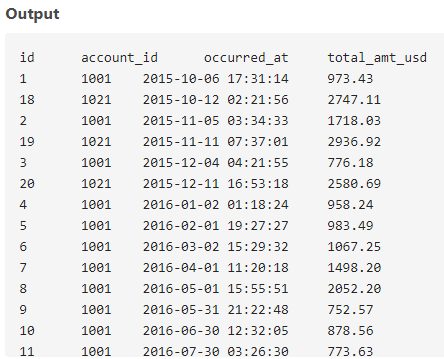 Output
id account_id occurred_at total_amt_usd
1 1001 2015-10-06 17:31:14 973.43
18 1021 2015-10-12 02:21:56 2747.11
2 1001 2015-11-05 03:34:33 1718.03
19 1021 2015-11-11 07:37:01 2936.92
3 1001 2015-12-04 04:21:55 776.18
20 1021 2015-12-11 16:53:18 2580.69
4 1001 2016-01-02 01:18:24 958.24
5 1001 2016-02-01 19:27:27 983.49
6 1001 2016-03-02 15:29:32 1067.25
7 1001 2016-04-01 11:20:18 1498.20
8 1001 2016-05-01 15:55:51 2052.20
9 1001 2016-05-31 21:22:48 752.57
10 1001 2016-06-30 12:32:05 878.56
11 1001 2016-07-30 03:26:30 773.63